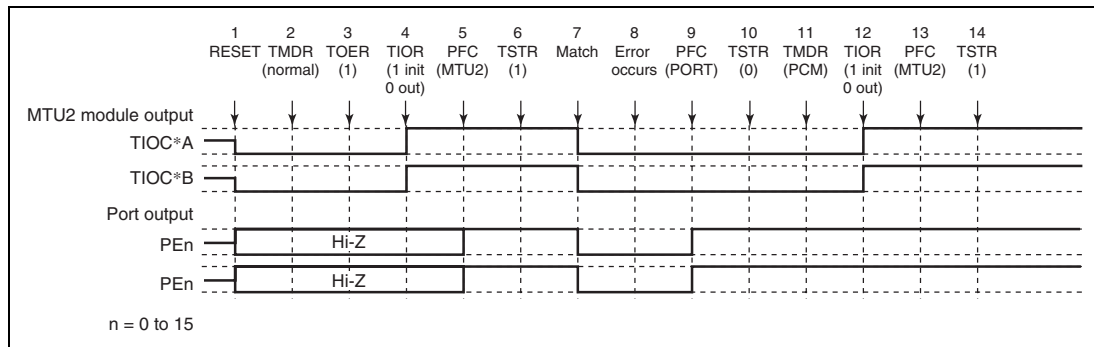 1 2 3 4 5 6 7 8 9 10 11 12 13 14
RESET TMDR TOER TIOR PFC TSTR Match Error PFC TSTR TMDR TIOR PFC TSTR
(normal) (1) (1 init (MTU2) (1) occurs (PORT) (0) (PCM) (1 init (MTU2) (1)
0 out) 0 out)
MTU2 module output
TIOC*A
TIOC*B
Port output
PEn Hi-Z
PEn Hi-Z
n = 0 to 15